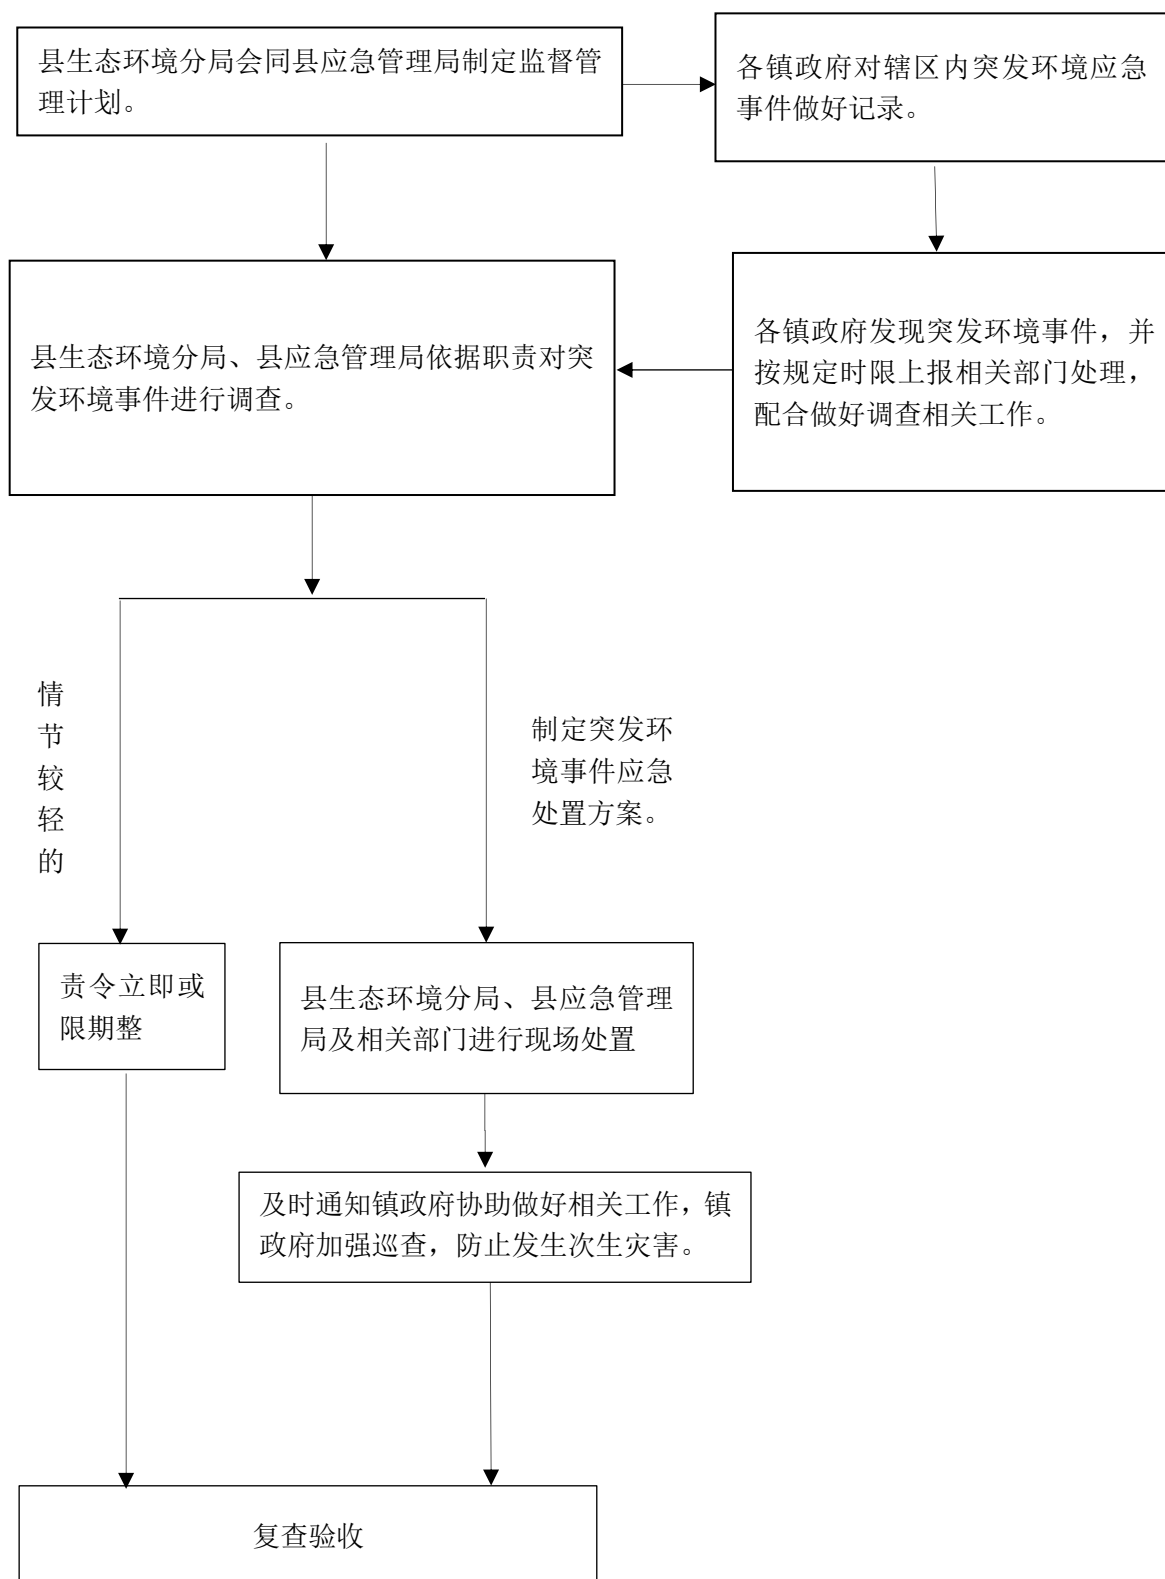 县生态环境分局会同县应急管理局制定监督管
理计划。
各镇政府对辖区内突发环境应急
事件做好记录。
县生态环境分局、县应急管理局依据职责对突
发环境事件进行调查。
各镇政府发现突发环境事件，并
按规定时限上报相关部门处理，
配合做好调查相关工作。
情
节
较
轻
的
制定突发环
境事件应急
处置方案。
责令立即或
限期整
县生态环境分局、县应急管理
局及相关部门进行现场处置
及时通知镇政府协助做好相关工作，镇
政府加强巡查，防止发生次生灾害。
复查验收